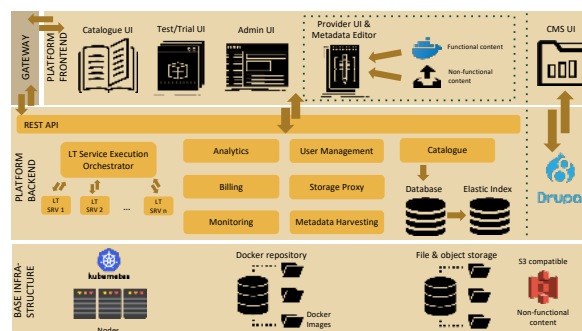 GATEWAY
PLATFORM
FRONTEND
Catalogue UI
Test/Trial UI
Admin UI
Provider UI &
Metadata Editor
Functional content
Non-functional
content
CMS UI
REST API
PLATFORM
BACKEND
LT Service Execution
Orchestrator
LT
SRV 1
LT
SRV 2
...
LT
SRV n
Analytics
User Management
Catalogue
Billing
Storage Proxy
Monitoring
Metadata Harvesting
Database
Elastic Index
Drupal
BASE INFRA-
STRUCTURE
kubernetes
Nodes
Docker repository
Docker
Images
File & object storage
S3 compatible
Non-functional
content